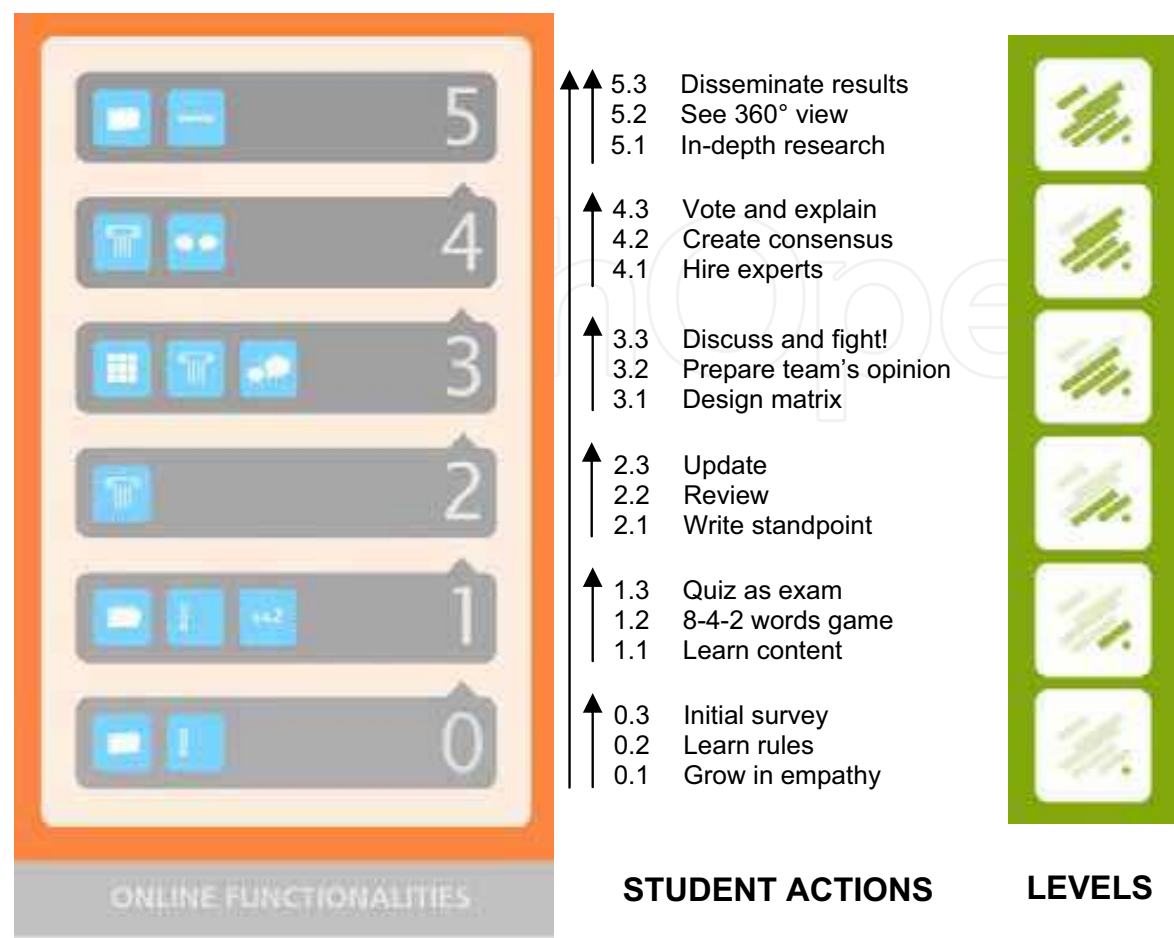 5
5.3 Disseminate results
5.2 See 360° view
5.1 In-depth research
4
4.3 Vote and explain
4.2 Create consensus
4.1 Hire experts
3
3.3 Discuss and fight!
3.2 Prepare team's opinion
3.1 Design matrix
2
2.3 Update
2.2 Review
2.1 Write standpoint
1
1.3 Quiz as exam
1.2 8-4-2 words game
1.1 Learn content
0
0.3 Initial survey
0.2 Learn rules
0.1 Grow in empathy
ONLINE FUNCTIONALITIES
STUDENT ACTIONS
LEVELS